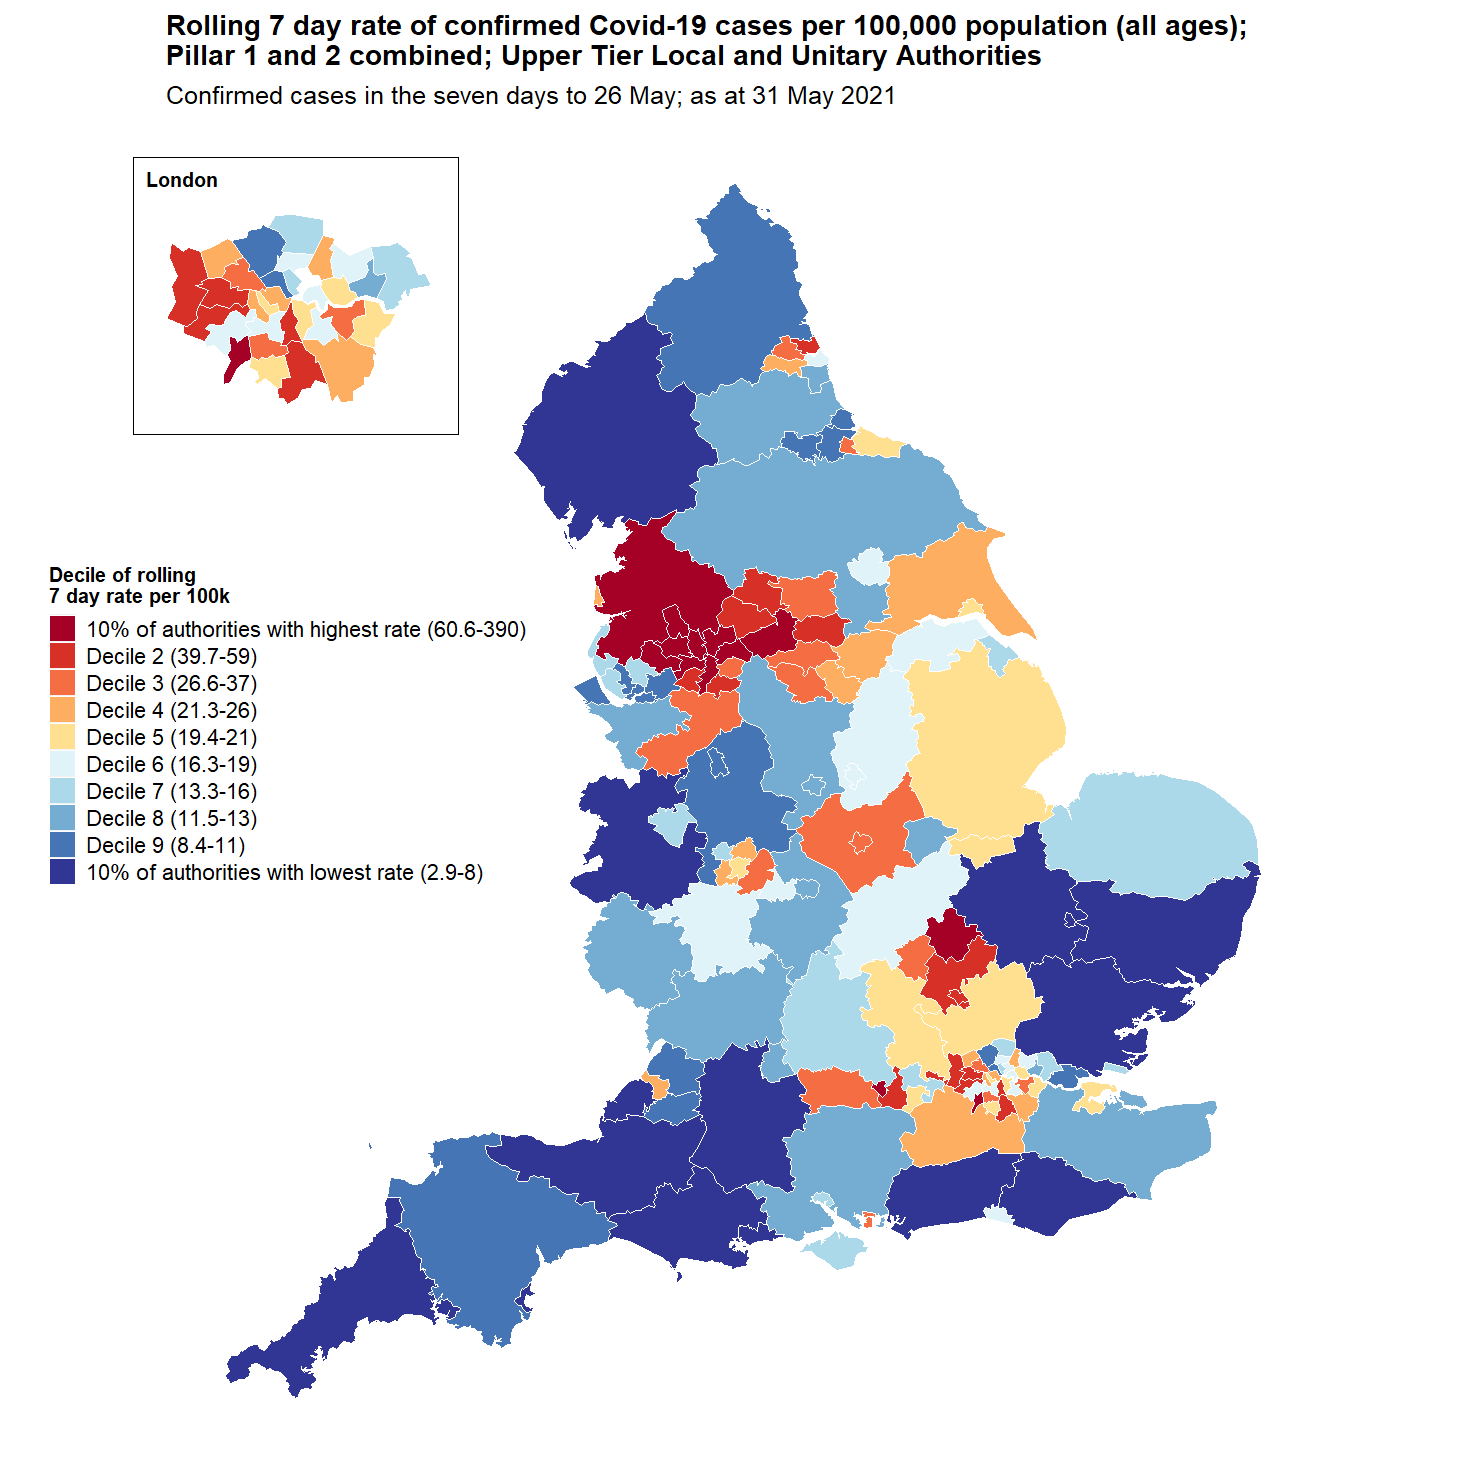 Rolling 7 day rate of confirmed Covid-19 cases per 100,000 population (all ages);
Pillar 1 and 2 combined; Upper Tier Local and Unitary Authorities
Confirmed cases in the seven days to 26 May; as at 31 May 2021
London
Decile of rolling
7 day rate per 100k
10% of authorities with highest rate (60.6-390)
Decile 2 (39.7-59)
Decile 3 (26.6-37)
Decile 4 (21.3-26)
Decile 5 (19.4-21)
Decile 6 (16.3-19)
Decile 7 (13.3-16)
Decile 8 (11.5-13)
Decile 9 (8.4-11)
10% of authorities with lowest rate (2.9-8)